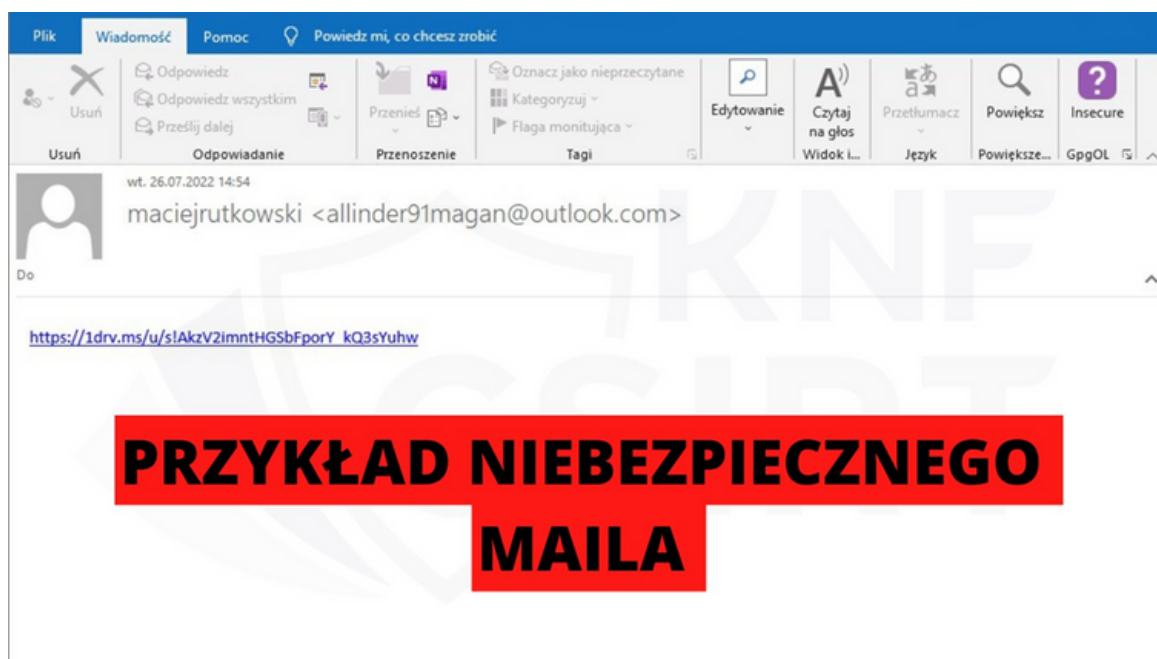 Plik Wiadomość Pomoc Powiedz mi, co chcesz zrobić
Usuń
Odpowiedz
Odpowiedz wszystkim
Prześlij dalej
Przenieś
Oznacz jako nieprzeczytane
Kategoryzuj
Flaga monitująca
Edytowanie
Czytaj
na głos
Przetłumacz
Powiększ
Insecure
Usuń Odpowiadanie Przenoszenie Tagi Widok i... Język Powiększe... GpgOL
wt. 26.07.2022 14:54
maciejrutkowski <allinder91magan@outlook.com>
Do
https://1drv.ms/u/s!AkzV2imntHGSbFporY_kQ3sYuhw
KNF
CSIRT
PRZYKŁAD NIEBEZPIECZNEGO
MAILA